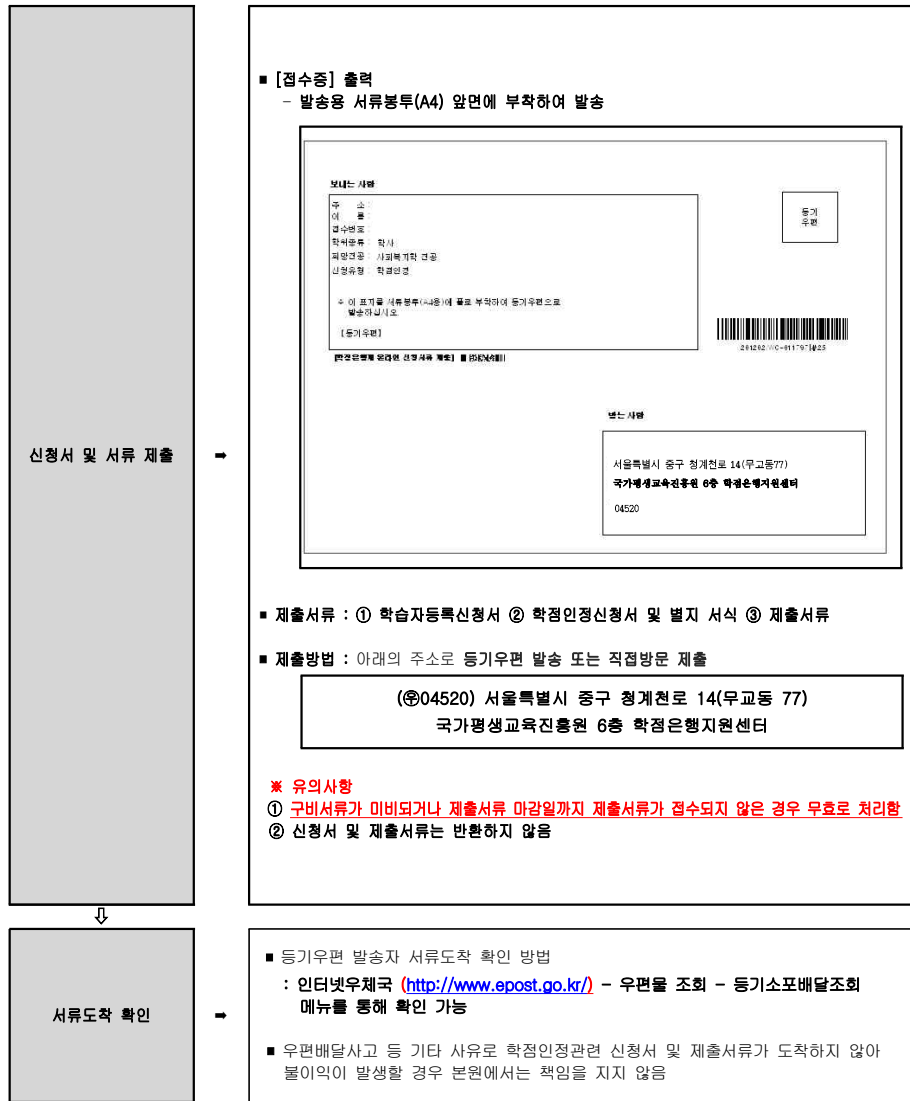 신청서 및 서류 제출
➡
■ [접수증] 출력
- 발송용 서류봉투(A4) 앞면에 부착하여 발송
보내는 사람
주 소 :
이 름 :
접수번호 :
학위종류 : 학사
희망전공 : 사회복지학 전공
신청유형 : 학점인정
※ 이 표지를 서류봉투(A4용)에 풀로 부착하여 등기우편으로
발송하십시오
[등기우편]
등기
우편
[학점은행제 온라인 신청서류 제출]
받는 사람
서울특별시 중구 청계천로 14(무교동77)
국가평생교육진흥원 6층 학점은행지원센터
04520
■ 제출서류 : ① 학습자등록신청서 ② 학점인정신청서 및 별지 서식 ③ 제출서류
■ 제출방법 : 아래의 주소로 등기우편 발송 또는 직접방문 제출
(㉾04520) 서울특별시 중구 청계천로 14(무교동 77)
국가평생교육진흥원 6층 학점은행지원센터
※ 유의사항
① 구비서류가 미비되거나 제출서류 마감일까지 제출서류가 접수되지 않은 경우 무효로 처리함
② 신청서 및 제출서류는 반환하지 않음
⇩
서류도착 확인
➡
■ 등기우편 발송자 서류도착 확인 방법
: 인터넷우체국 (http://www.epost.go.kr/) - 우편물 조회 - 등기소포배달조회
메뉴를 통해 확인 가능
■ 우편배달사고 등 기타 사유로 학점인정관련 신청서 및 제출서류가 도착하지 않아
불이익이 발생할 경우 본원에서는 책임을 지지 않음